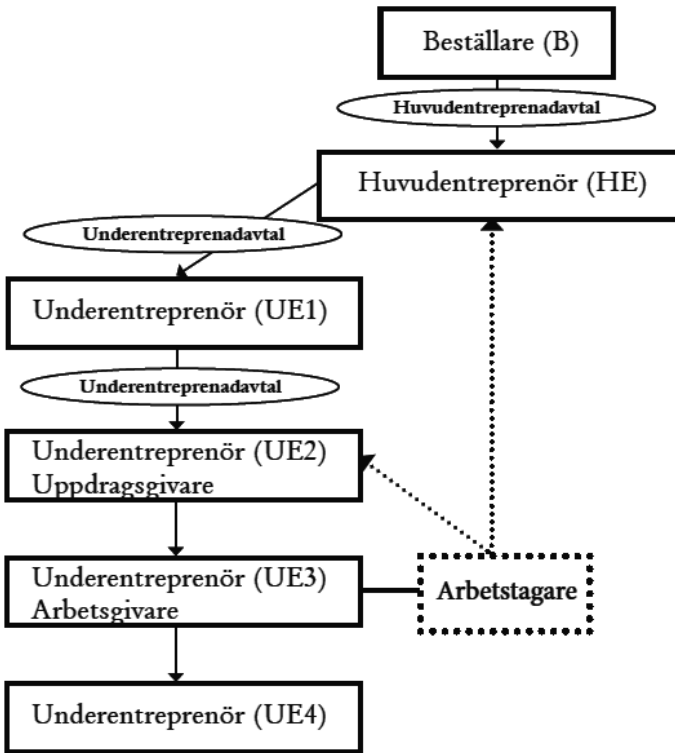 Beställare (B)
Huvudentreprenadavtal
Huvudentreprenör (HE)
Underentreprenadavtal
Underentreprenör (UE1)
Underentreprenadavtal
Underentreprenör (UE2)
Uppdragsgivare
Underentreprenör (UE3)
Arbetsgivare
Arbetstagare
Underentreprenör (UE4)